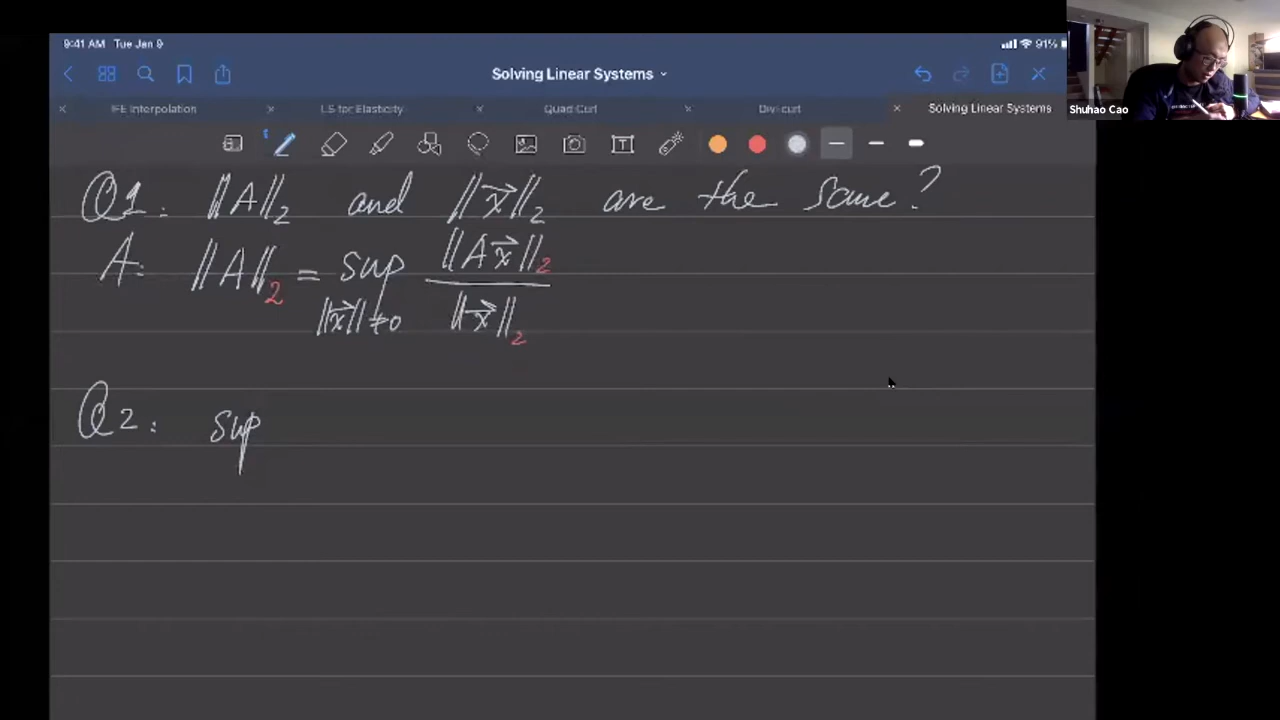 9:41 AM Tue Jan 9
91%
Solving Linear Systems
IFE Interpolation
LS for Elasticity
Quad Curl
Div-curl
Solving Linear Systems
Shuhao Cao
Q1: ‖A‖₂ and ‖x⃗‖₂ are the same?
A: ‖A‖₂ = sup_{‖x⃗‖≠0} ‖Ax⃗‖₂ / ‖x⃗‖₂
Q2: sup